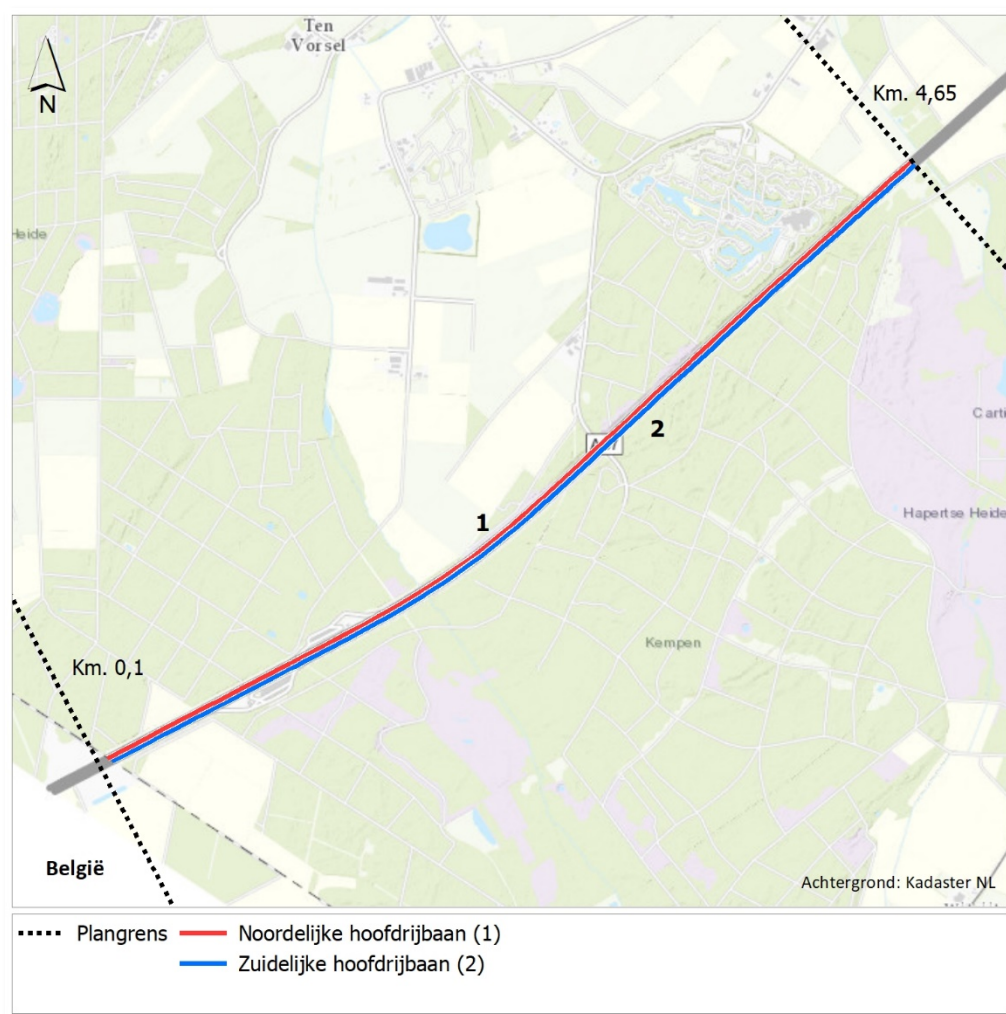 Ten
Vorsel
N
Km. 4,65
Heide
2
Carti
1
Hapertse Heide
Kempen
Km. 0,1
België
Achtergrond: Kadaster NL
Plangrens
Noordelijke hoofdrijbaan (1)
Zuidelijke hoofdrijbaan (2)